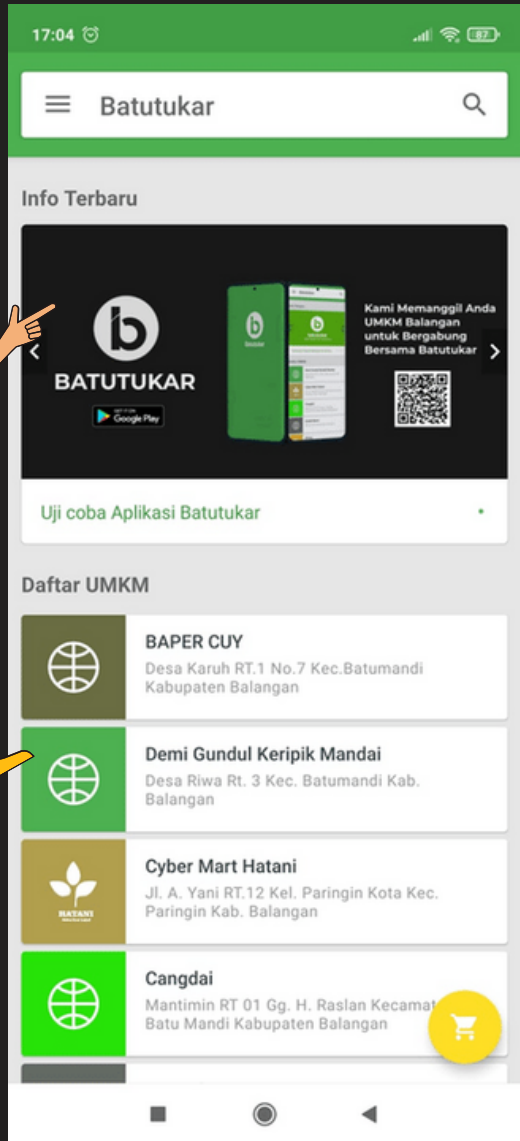 17:04
87
Batutukar
Info Terbaru
BATUTUKAR
GET IT ON
Google Play
Kami Memanggil Anda
UMKM Balangan
untuk Bergabung
Bersama Batutukar
Uji coba Aplikasi Batutukar
Daftar UMKM
BAPER CUY
Desa Karuh RT.1 No.7 Kec.Batumandi
Kabupaten Balangan
Demi Gundul Keripik Mandai
Desa Riwa Rt. 3 Kec. Batumandi Kab.
Balangan
HATANI
Cyber Mart Hatani
Jl. A. Yani RT.12 Kel. Paringin Kota Kec.
Paringin Kab. Balangan
Cangdai
Mantimin RT 01 Gg. H. Raslan Kecamat
Batu Mandi Kabupaten Balangan